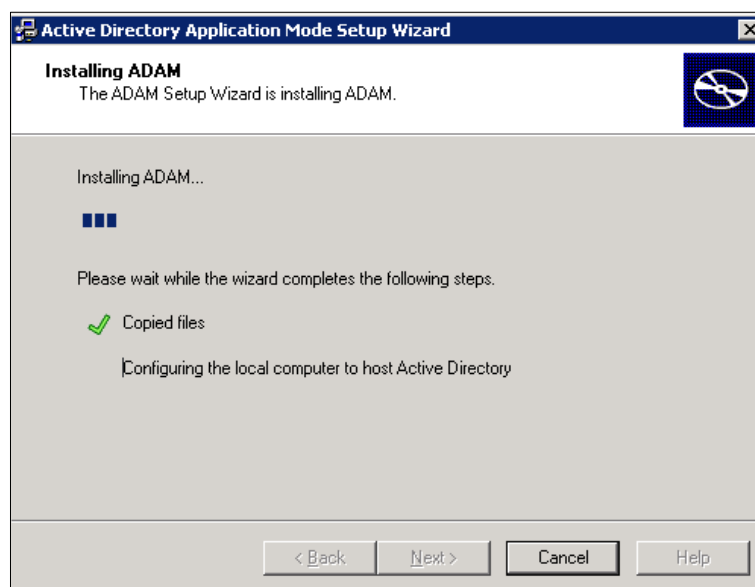 Active Directory Application Mode Setup Wizard
Installing ADAM
The ADAM Setup Wizard is installing ADAM.
Installing ADAM...
Please wait while the wizard completes the following steps.
Copied files
Configuring the local computer to host Active Directory
< Back
Next >
Cancel
Help